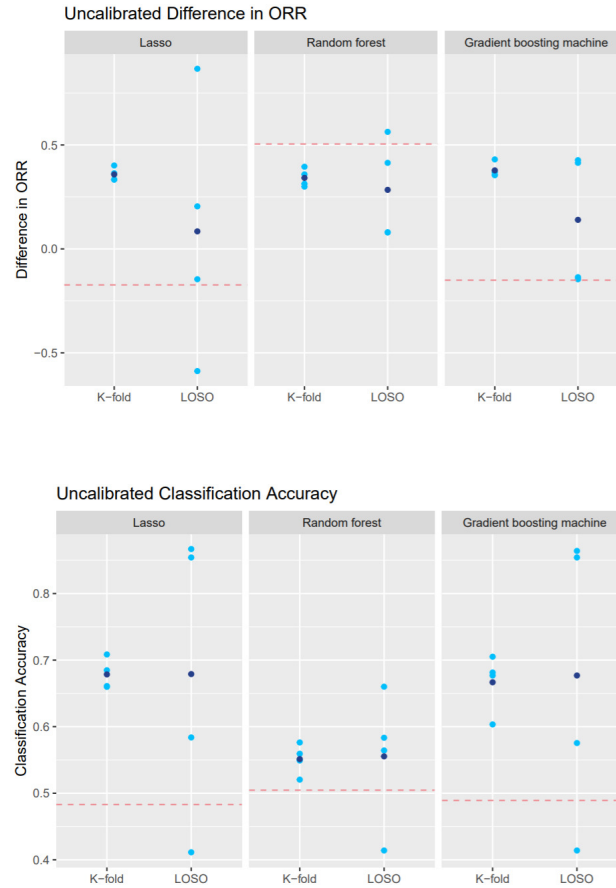 Uncalibrated Difference in ORR
Lasso
Random forest
Gradient boosting machine
Difference in ORR
0.5
0.0
−0.5
K−fold
LOSO
K−fold
LOSO
K−fold
LOSO
Uncalibrated Classification Accuracy
Lasso
Random forest
Gradient boosting machine
Classification Accuracy
0.8
0.7
0.6
0.5
0.4
K−fold
LOSO
K−fold
LOSO
K−fold
LOSO